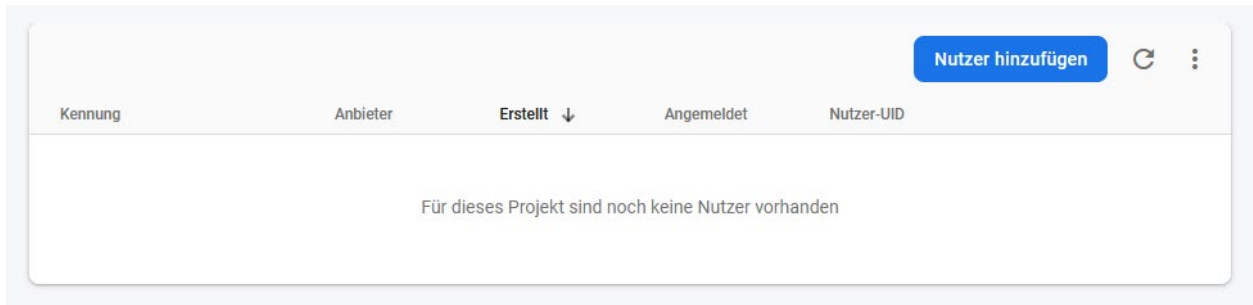 Nutzer hinzufügen
Kennung Anbieter Erstellt Angemeldet Nutzer-UID
Für dieses Projekt sind noch keine Nutzer vorhanden